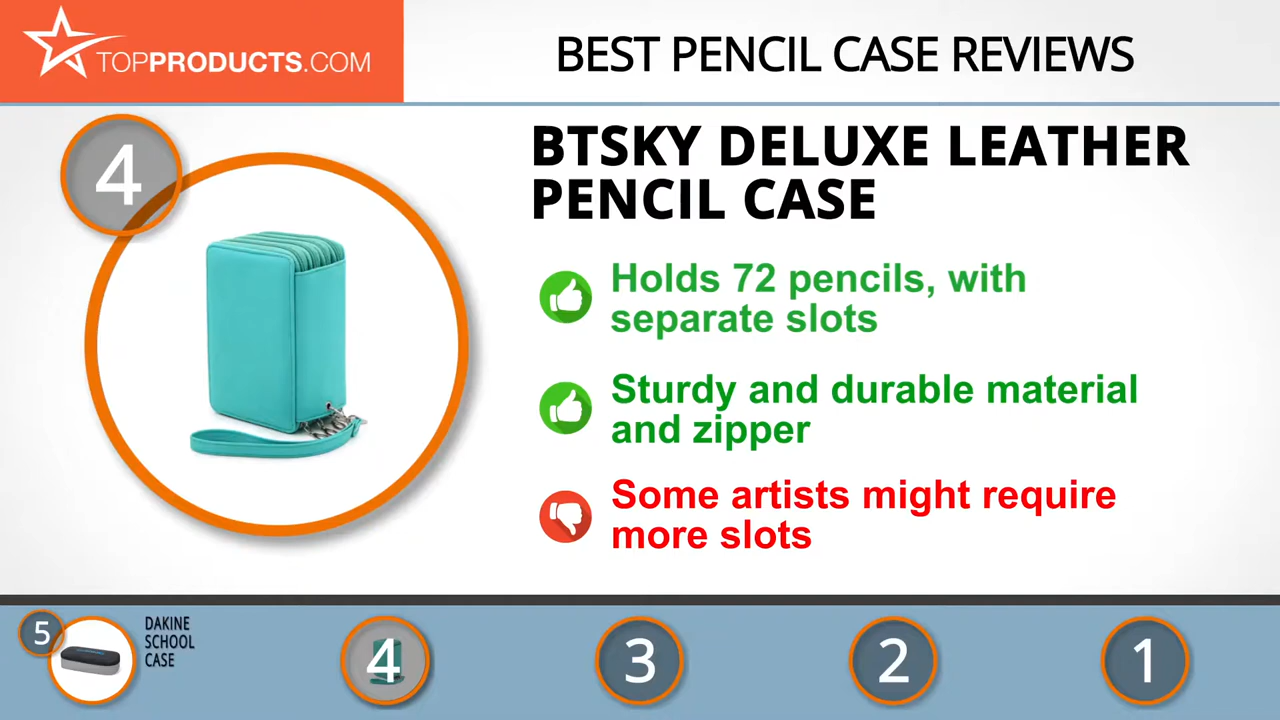 TOPPRODUCTS.COM
BEST PENCIL CASE REVIEWS
4
BTSKY DELUXE LEATHER
PENCIL CASE
Holds 72 pencils, with
separate slots
Sturdy and durable material
and zipper
Some artists might require
more slots
5
DAKINE
SCHOOL
CASE
4
3
2
1